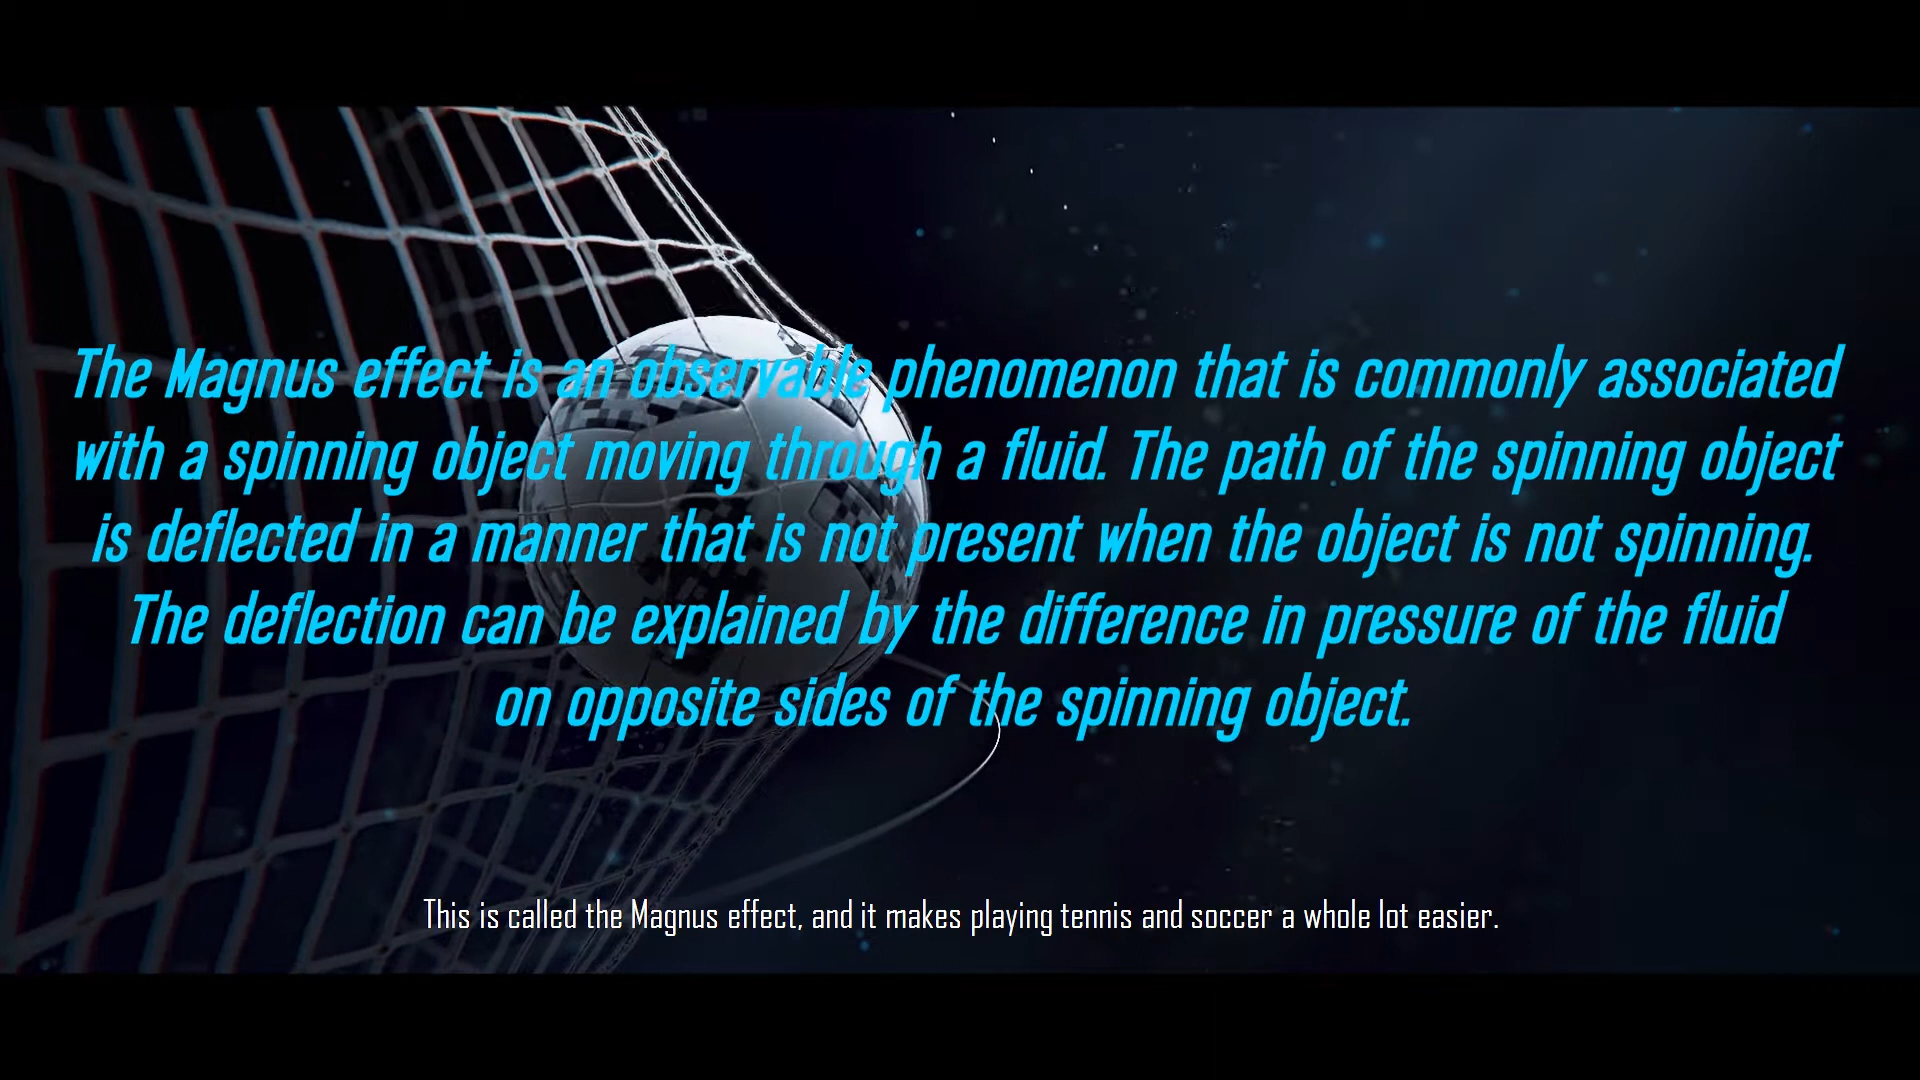 The Magnus effect is an observable phenomenon that is commonly associated
with a spinning object moving through a fluid. The path of the spinning object
is deflected in a manner that is not present when the object is not spinning.
The deflection can be explained by the difference in pressure of the fluid
on opposite sides of the spinning object.
This is called the Magnus effect, and it makes playing tennis and soccer a whole lot easier.